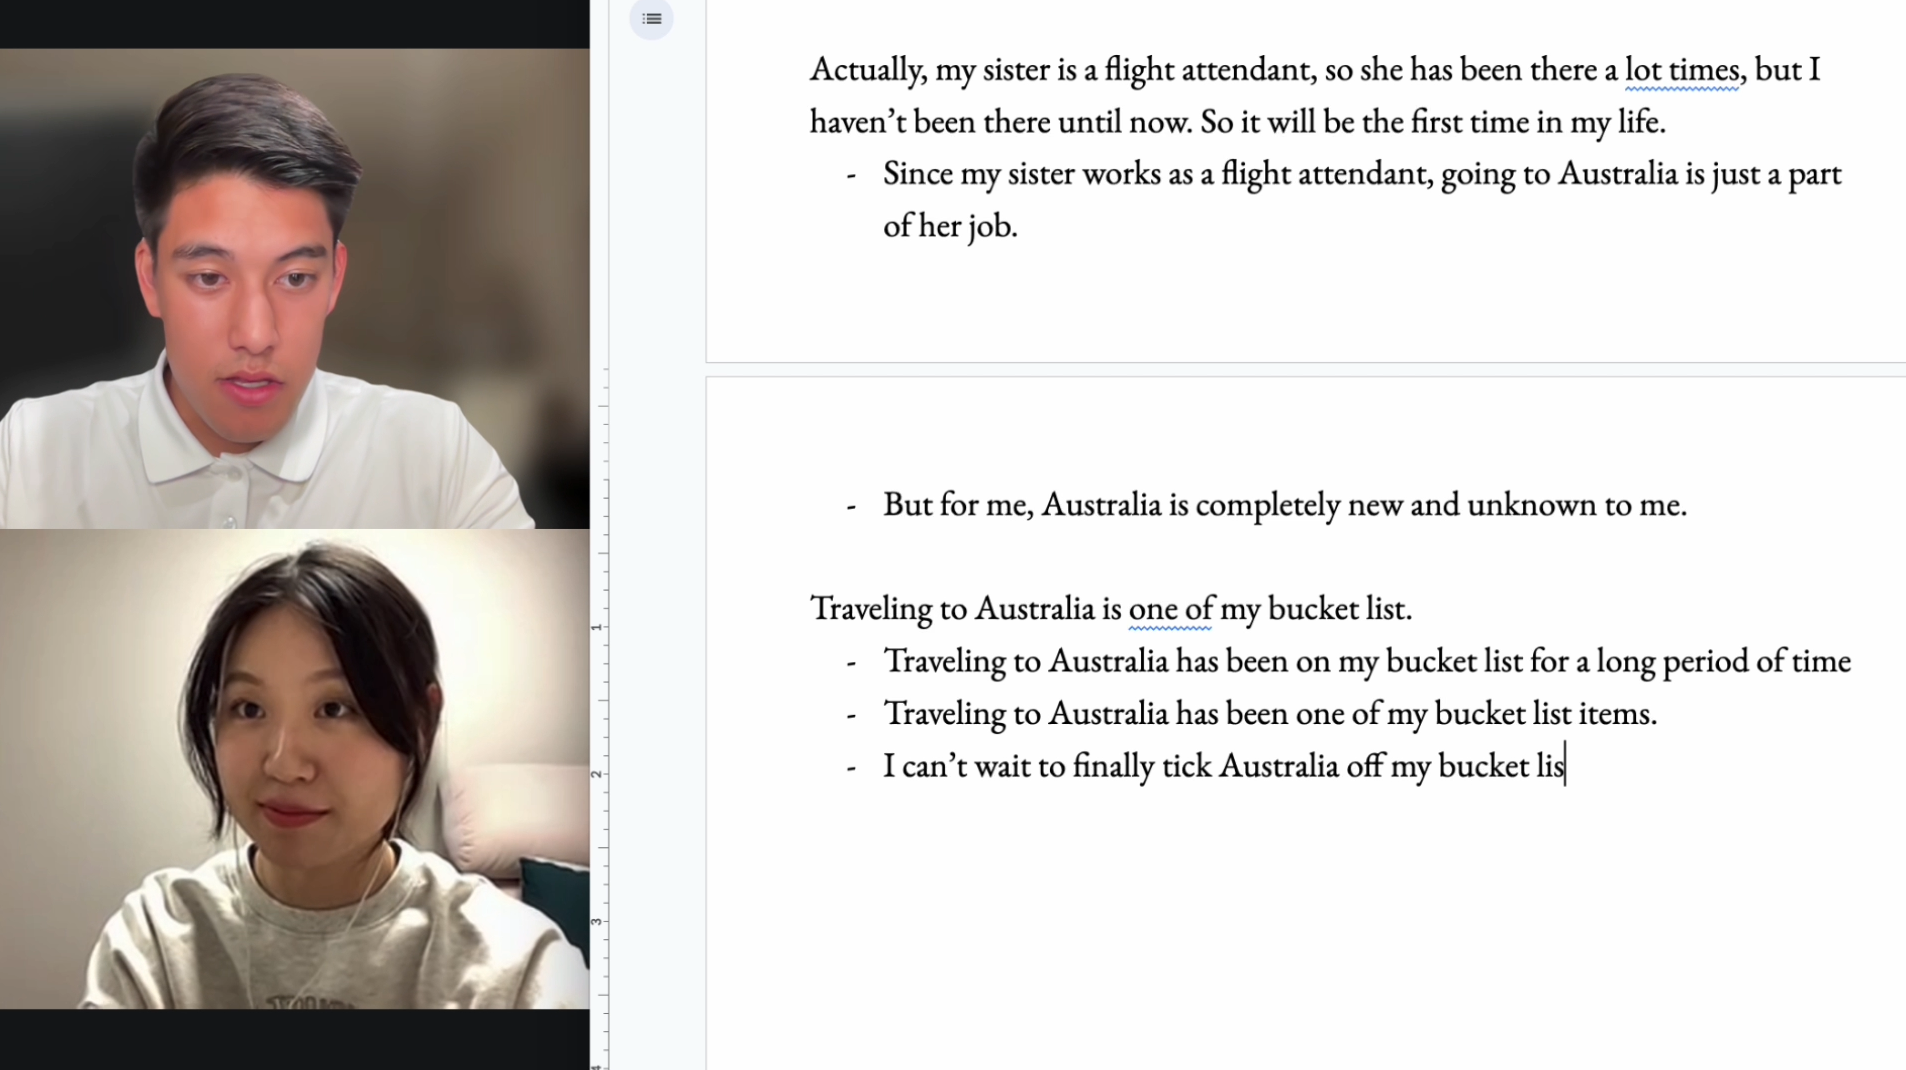 Actually, my sister is a flight attendant, so she has been there a lot times, but I
haven’t been there until now. So it will be the first time in my life.
- Since my sister works as a flight attendant, going to Australia is just a part
of her job.
- But for me, Australia is completely new and unknown to me.
Traveling to Australia is one of my bucket list.
- Traveling to Australia has been on my bucket list for a long period of time
- Traveling to Australia has been one of my bucket list items.
- I can’t wait to finally tick Australia off my bucket lis
1
2
3